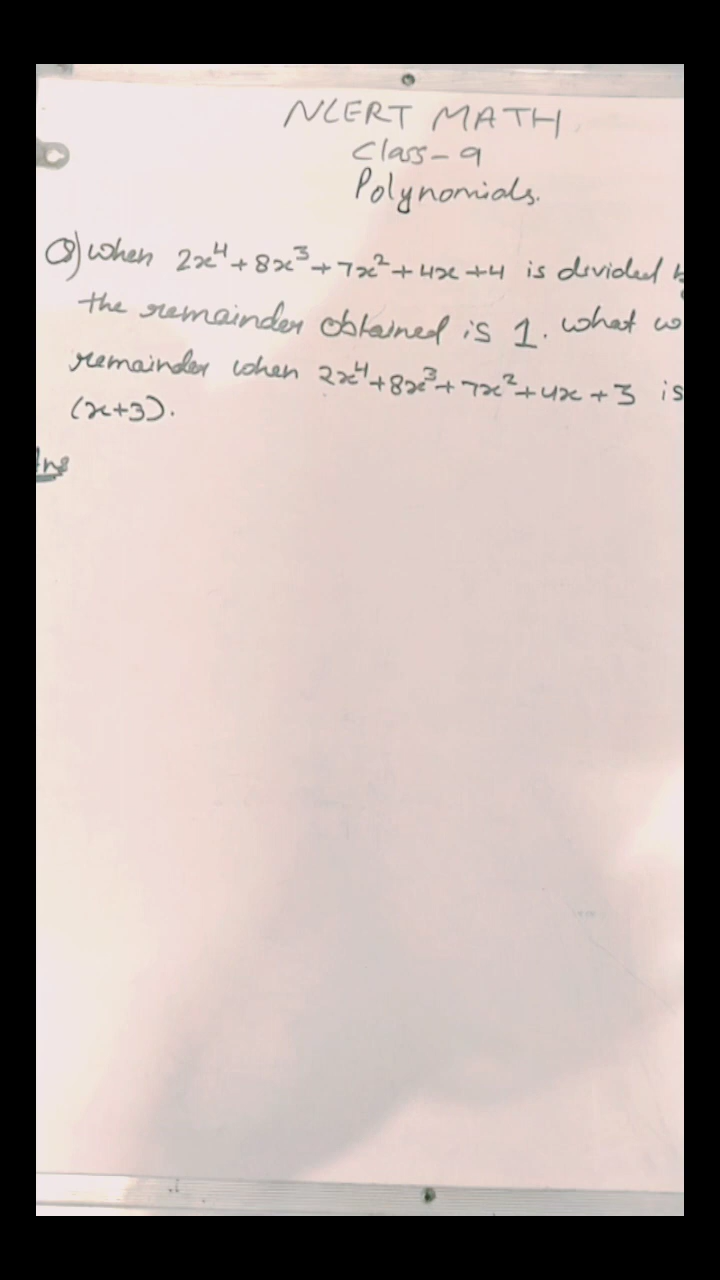 NCERT MATH
Class-9
Polynomials.
Q) when 2x⁴+8x³+7x²+4x+4 is divided
the remainder obtained is 1. what
remainder when 2x⁴+8x³+7x²+4x+3 is
(x+3).
Ans